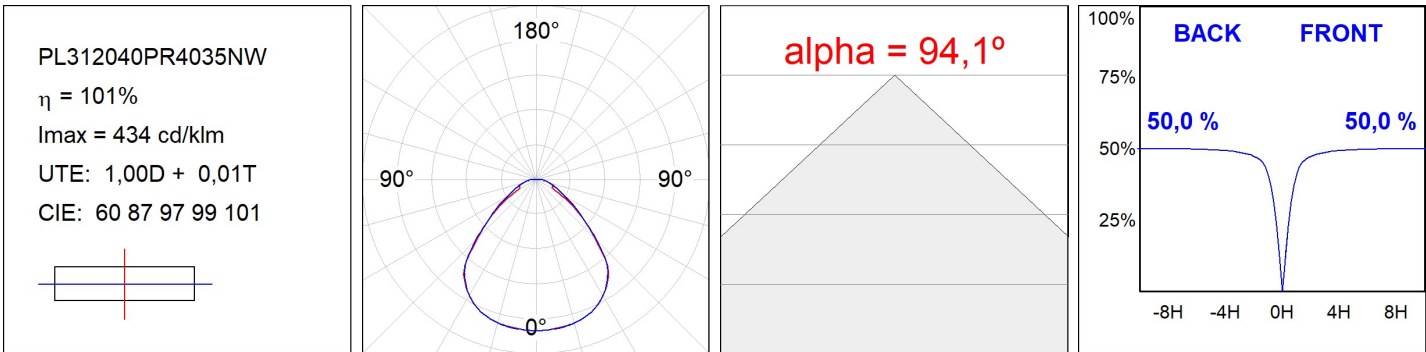 PL312040PR4035NW
η = 101%
Imax = 434 cd/klm
UTE: 1,00D + 0,01T
CIE: 60 87 97 99 101
180°
90° 90°
0°
alpha = 94,1º
100%
BACK FRONT
75%
50,0 % 50,0 %
50%
25%
-8H -4H 0H 4H 8H